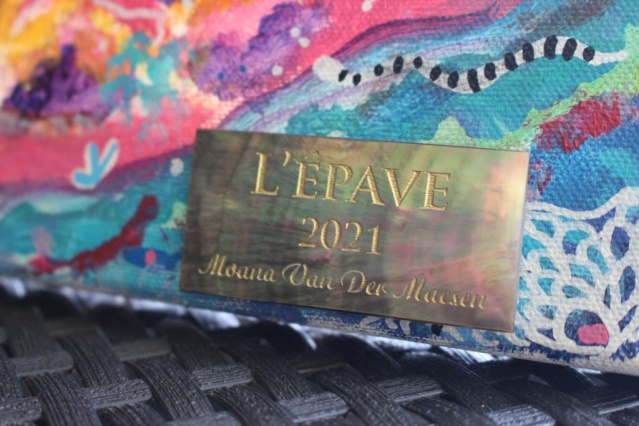 L'ÉPAVE
2021
Moana Van Der Maesen